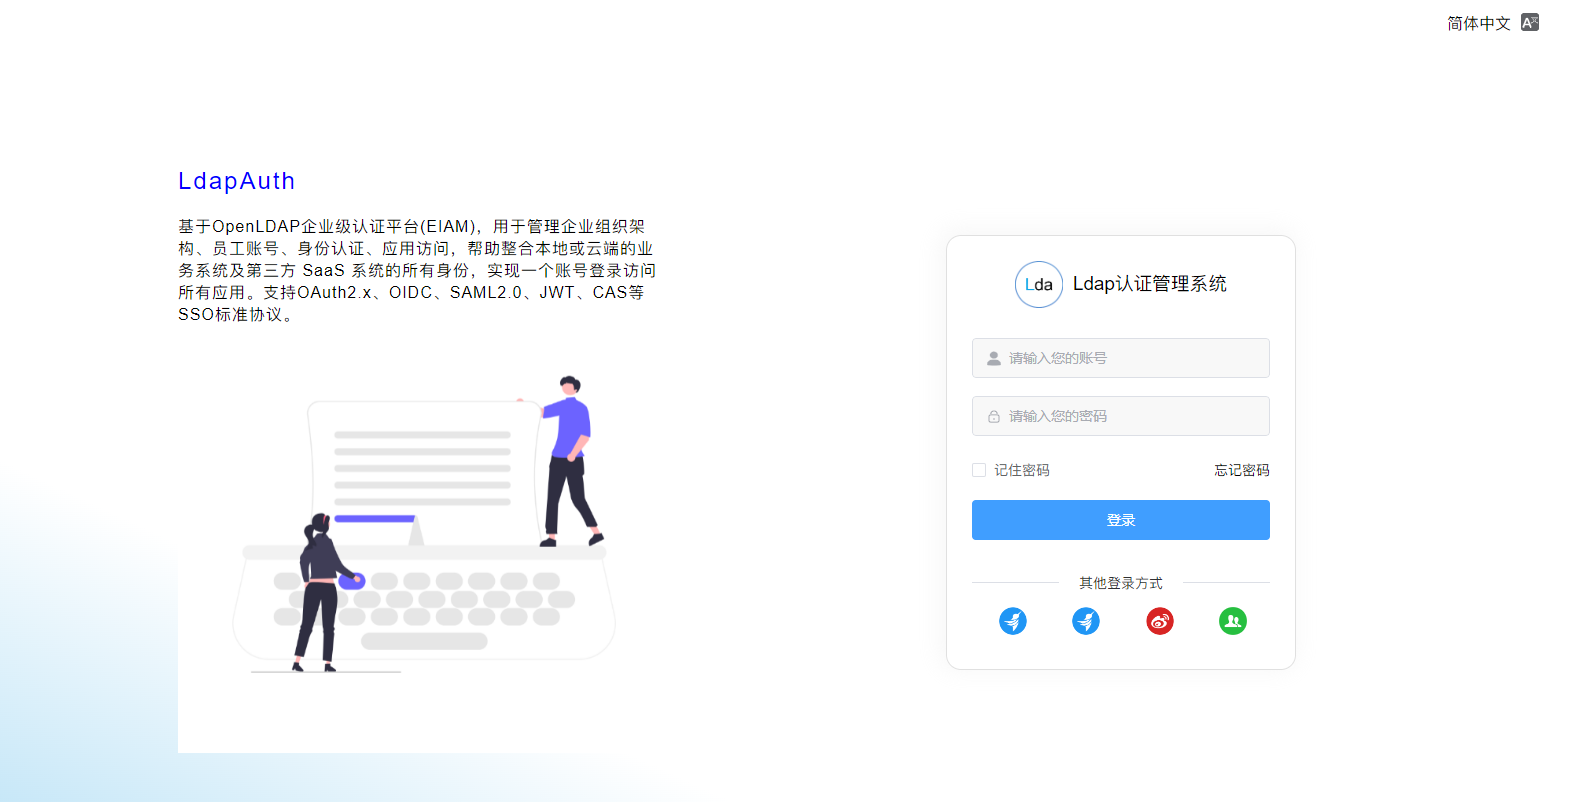 简体中文
LdapAuth
基于OpenLDAP企业级认证平台(EIAM)，用于管理企业组织架
构、员工账号、身份认证、应用访问，帮助整合本地或云端的业
务系统及第三方 SaaS 系统的所有身份，实现一个账号登录访问
所有应用。支持OAuth2.x、OIDC、SAML2.0、JWT、CAS等
SSO标准协议。
Lda Ldap认证管理系统
请输入您的账号
请输入您的密码
记住密码 忘记密码
登录
其他登录方式